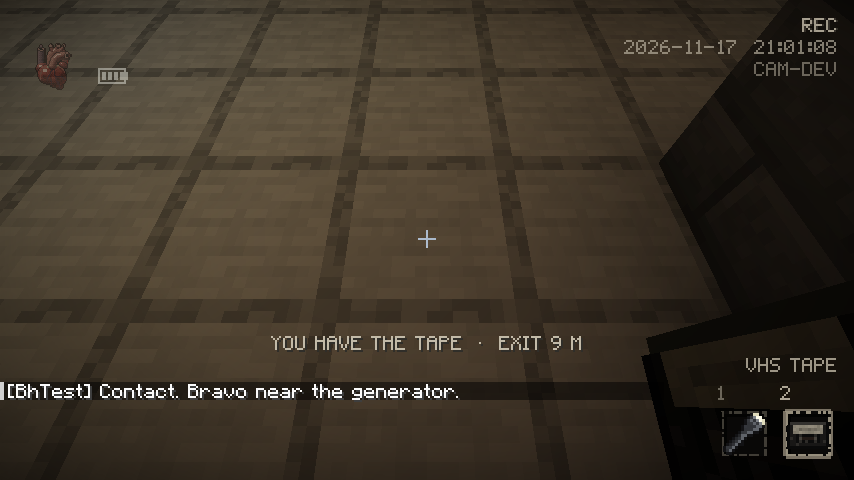 REC
2026-11-17 21:01:08
CAM-DEV
YOU HAVE THE TAPE · EXIT 9 M
[BhTest] Contact. Bravo near the generator.
VHS TAPE
1 2